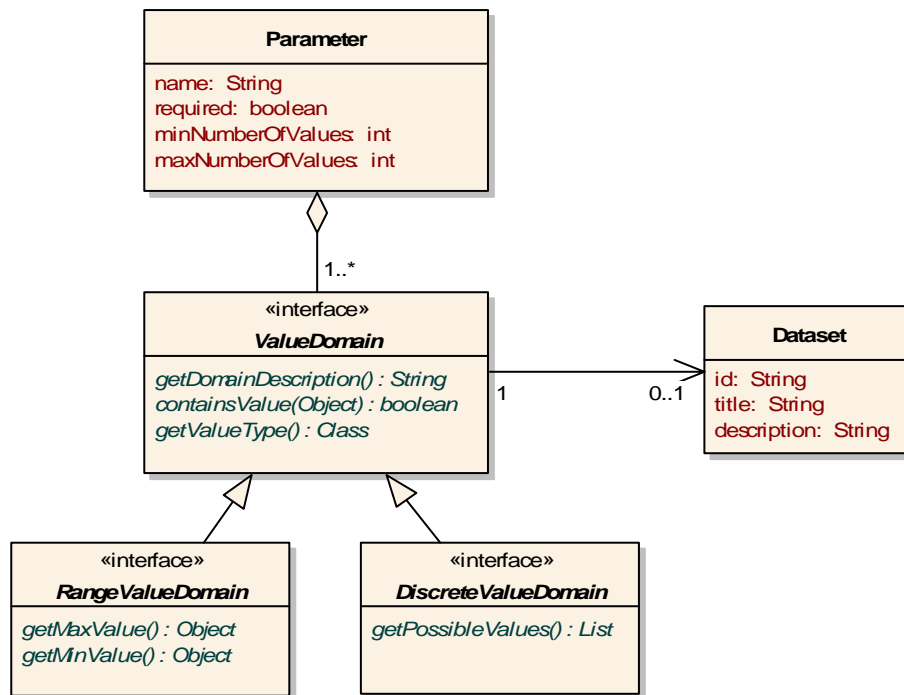 Parameter
name: String
required: boolean
minNumberOfValues: int
maxNumberOfValues: int
1..*
«interface»
ValueDomain
getDomainDescription() : String
containsValue(Object) : boolean
getValueType() : Class
1
0..1
Dataset
id: String
title: String
description: String
«interface»
RangeValueDomain
getMaxValue() : Object
getMinValue() : Object
«interface»
DiscreteValueDomain
getPossibleValues() : List